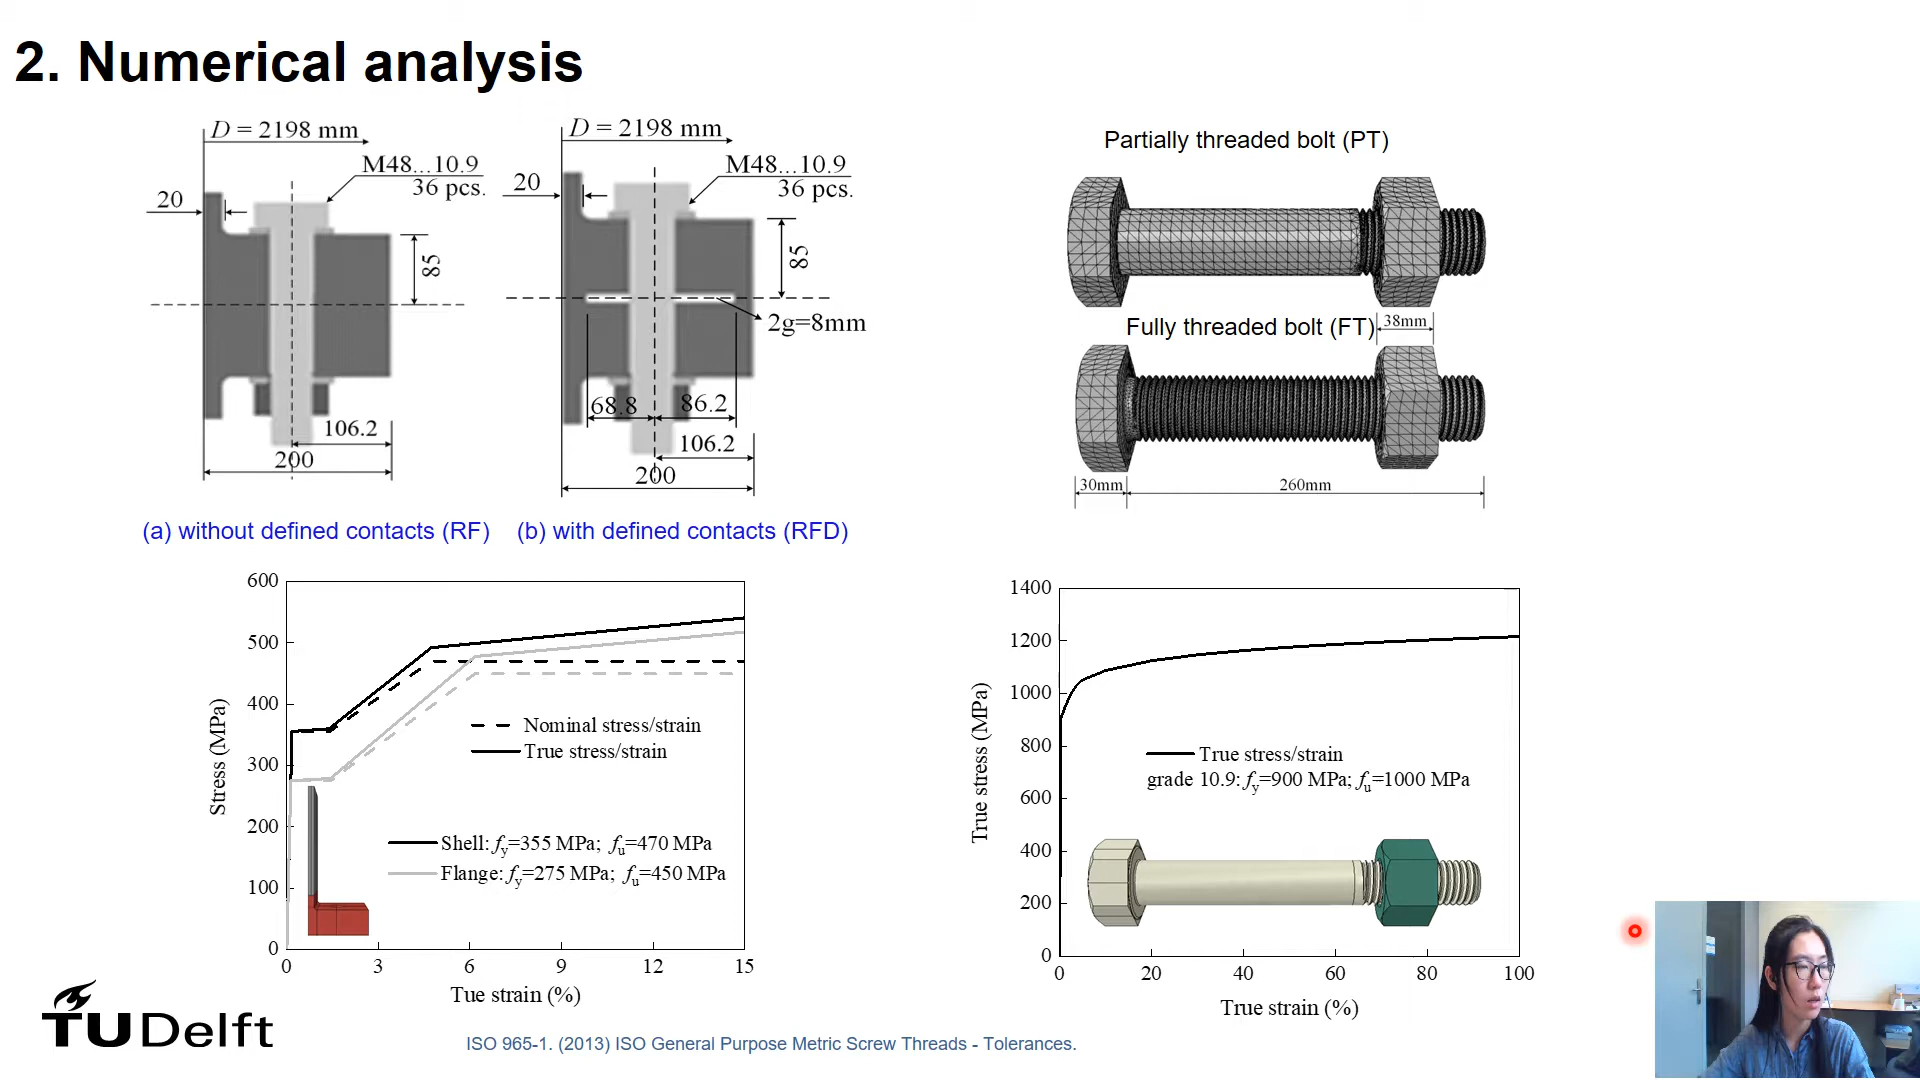 2. Numerical analysis
D = 2198 mm
M48...10.9
36 pcs.
20
85
106.2
200
D = 2198 mm
M48...10.9
36 pcs.
20
85
2g=8mm
68.8
86.2
106.2
200
(a) without defined contacts (RF)
(b) with defined contacts (RFD)
Partially threaded bolt (PT)
Fully threaded bolt (FT)
38mm
30mm
260mm
600
500
400
300
200
100
0
Stress (MPa)
Nominal stress/strain
True stress/strain
Shell: fy=355 MPa; fu=470 MPa
Flange: fy=275 MPa; fu=450 MPa
0 3 6 9 12 15
Tue strain (%)
1400
1200
1000
800
600
400
200
0
True stress (MPa)
True stress/strain
grade 10.9: fy=900 MPa; fu=1000 MPa
0 20 40 60 80 100
True strain (%)
TU Delft
ISO 965-1. (2013) ISO General Purpose Metric Screw Threads - Tolerances.